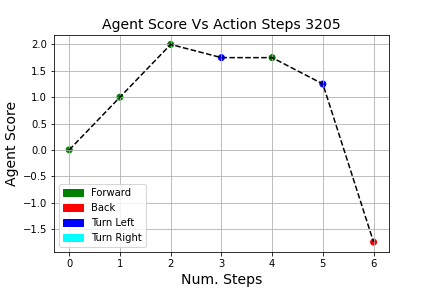 Agent Score Vs Action Steps 3205
2.0
1.5
1.0
0.5
0.0
−0.5
−1.0
−1.5
Agent Score
Forward
Back
Turn Left
Turn Right
0 1 2 3 4 5 6
Num. Steps